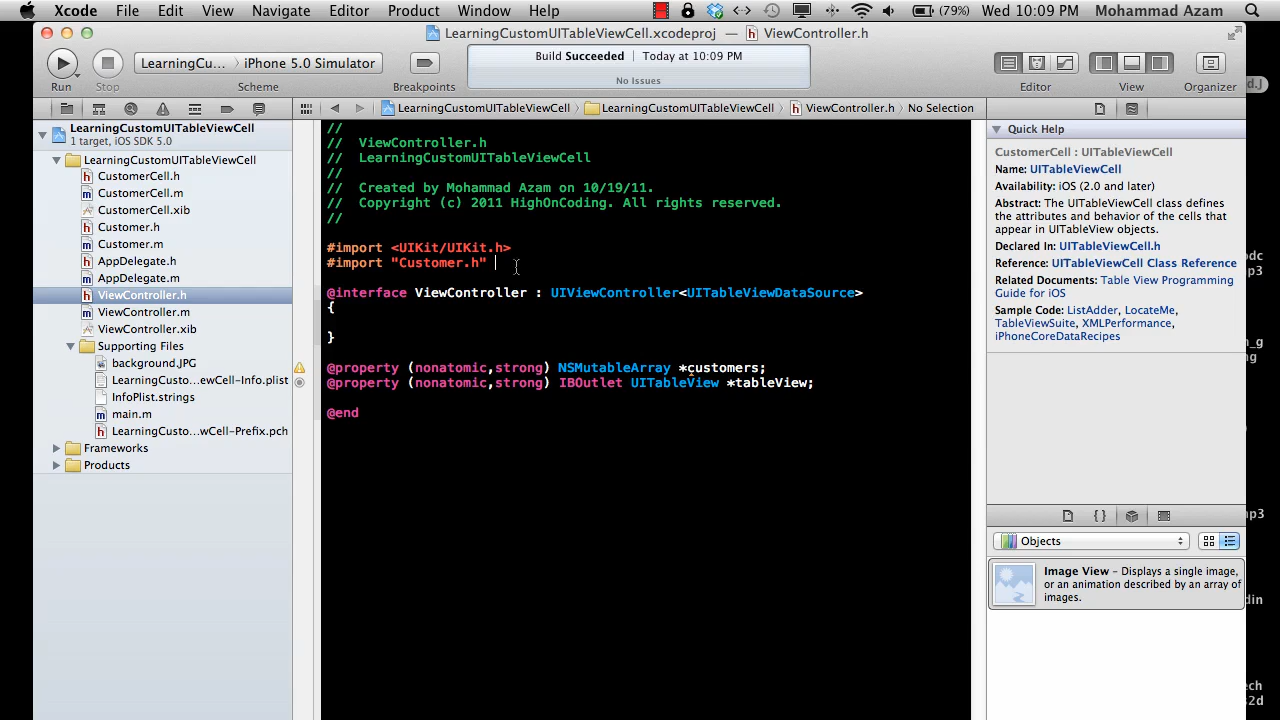 Xcode File Edit View Navigate Editor Product Window Help (79%) Wed 10:09 PM Mohammad Azam
LearningCustomUITableViewCell.xcodeproj — ViewController.h
Run Stop LearningCu... iPhone 5.0 Simulator Scheme Breakpoints
Build Succeeded Today at 10:09 PM
No Issues
Editor View Organizer
LearningCustomUITableViewCell LearningCustomUITableViewCell ViewController.h No Selection
LearningCustomUITableViewCell
1 target, iOS SDK 5.0
LearningCustomUITableViewCell
CustomerCell.h
CustomerCell.m
CustomerCell.xib
Customer.h
Customer.m
AppDelegate.h
AppDelegate.m
ViewController.h
ViewController.m
ViewController.xib
Supporting Files
background.JPG
LearningCusto...ewCell-Info.plist
InfoPlist.strings
main.m
LearningCusto...wCell-Prefix.pch
Frameworks
Products
//
// ViewController.h
// LearningCustomUITableViewCell
//
// Created by Mohammad Azam on 10/19/11.
// Copyright (c) 2011 HighOnCoding. All rights reserved.
//
#import <UIKit/UIKit.h>
#import "Customer.h"
@interface ViewController : UIViewController<UITableViewDataSource>
{
}
@property (nonatomic,strong) NSMutableArray *customers;
@property (nonatomic,strong) IBOutlet UITableView *tableView;
@end
Quick Help
CustomerCell : UITableViewCell
Name: UITableViewCell
Availability: iOS (2.0 and later)
Abstract: The UITableViewCell class defines
the attributes and behavior of the cells that
appear in UITableView objects.
Declared In: UITableViewCell.h
Reference: UITableViewCell Class Reference
Related Documents: Table View Programming
Guide for iOS
Sample Code: ListAdder, LocateMe,
TableViewSuite, XMLPerformance,
iPhoneCoreDataRecipes
{ }
Objects
Image View – Displays a single image,
or an animation described by an array of
images.